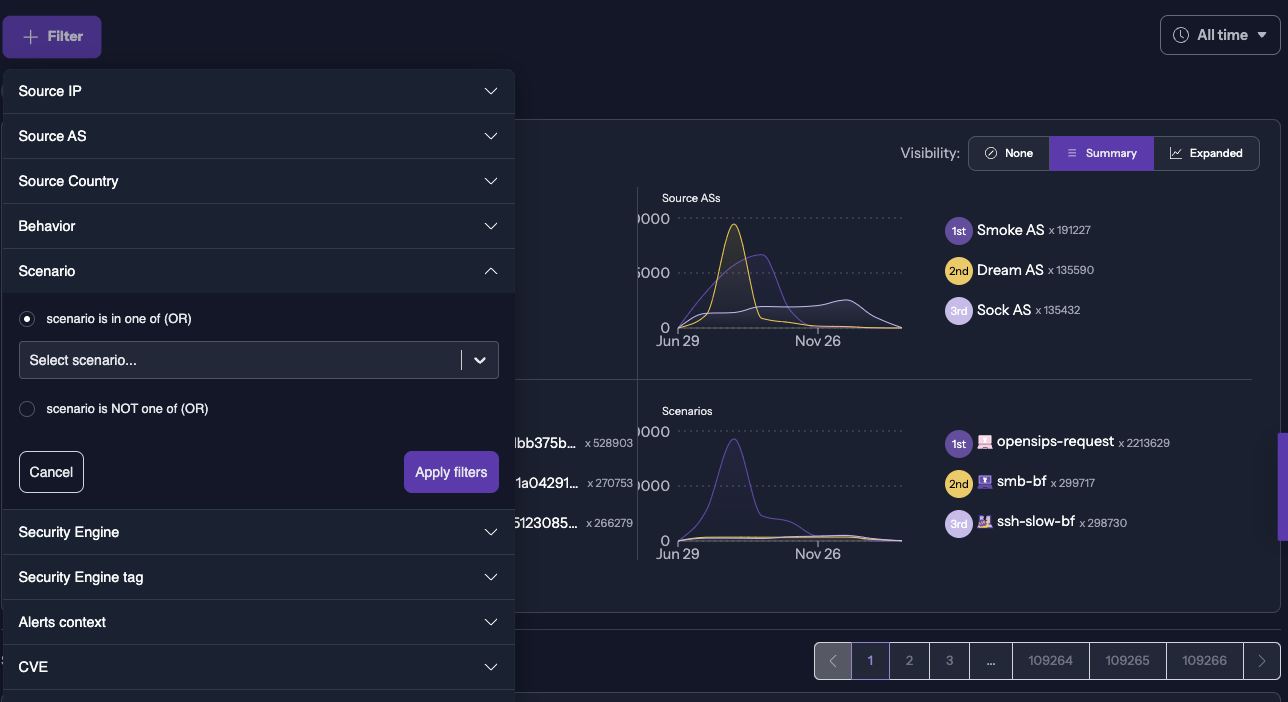 Filter
All time
Source IP
Source AS
Source Country
Behavior
Scenario
scenario is in one of (OR)
Select scenario...
scenario is NOT one of (OR)
Cancel
Apply filters
Security Engine
Security Engine tag
Alerts context
CVE
Visibility:
None
Summary
Expanded
Source ASs
0000
5000
0
Jun 29
Nov 26
1st Smoke AS x 191227
2nd Dream AS x 135590
3rd Sock AS x 135432
bb375b... x 528903
1a04291... x 270753
5123085... x 266279
Scenarios
0000
0000
0
Jun 29
Nov 26
1st opensips-request x 2213629
2nd smb-bf x 299717
3rd ssh-slow-bf x 298730
1 2 3 ... 109264 109265 109266